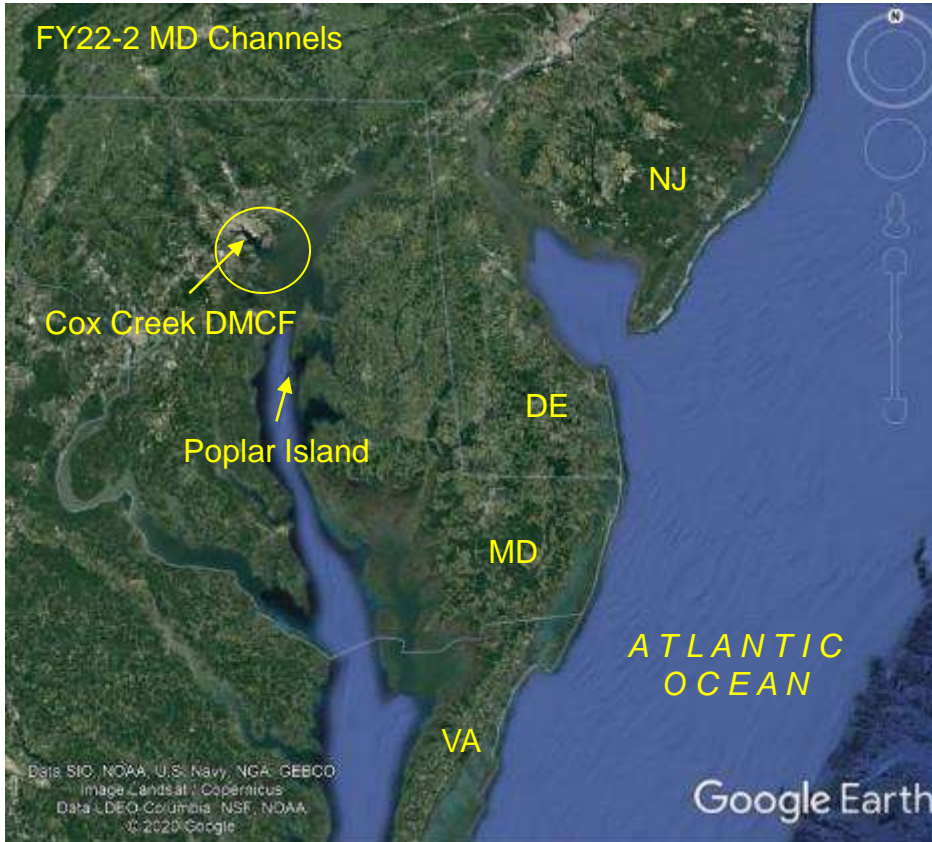 FY22-2 MD Channels
N
NJ
Cox Creek DMCF
Poplar Island
DE
MD
ATLANTIC
OCEAN
VA
Data SIO, NOAA, U.S. Navy, NGA, GEBCO
Image Landsat / Copernicus
Data LDEO-Columbia, NSF, NOAA
© 2020 Google
Google Earth